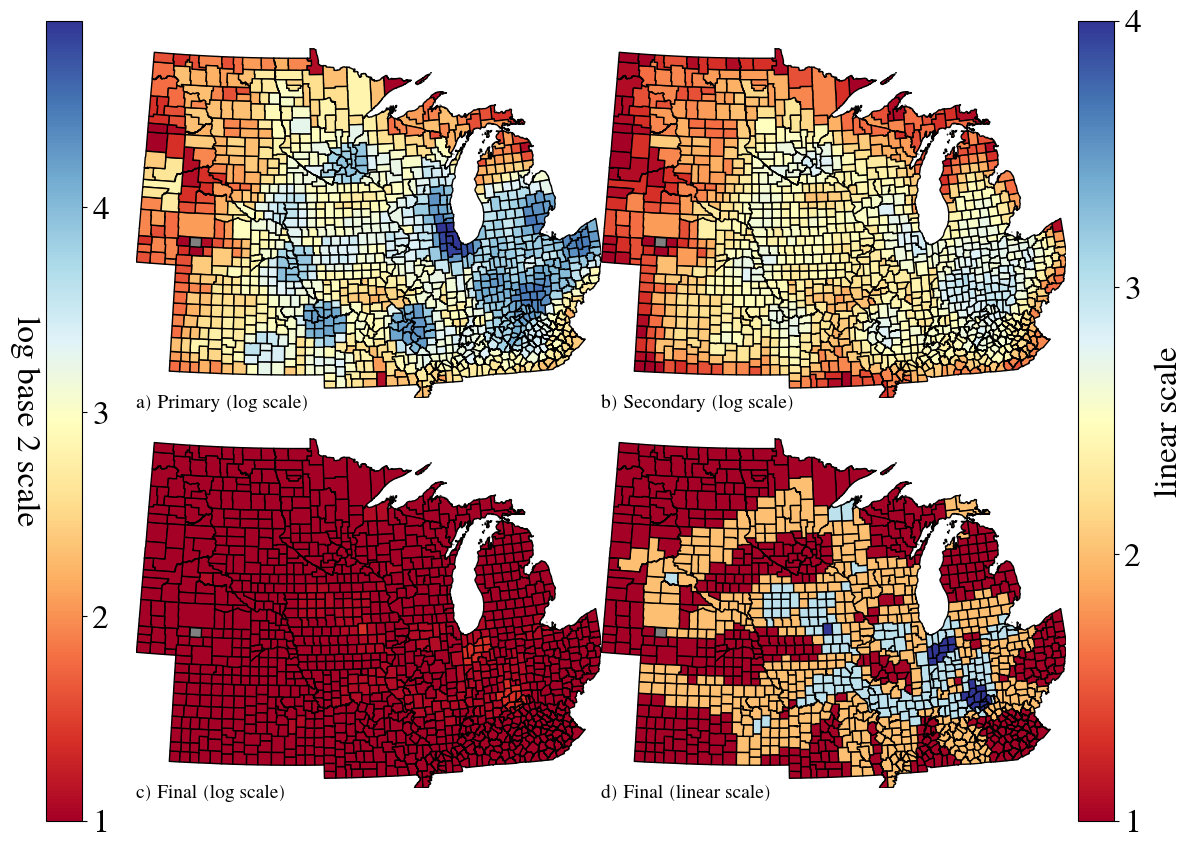 4
3
2
1
log base 2 scale
a) Primary (log scale)
b) Secondary (log scale)
c) Final (log scale)
d) Final (linear scale)
4
3
2
1
linear scale